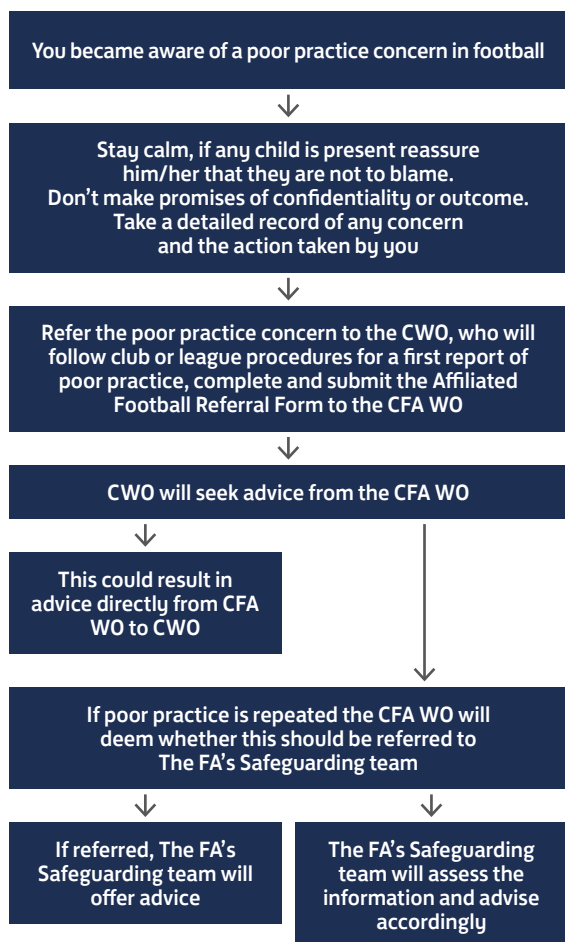 You became aware of a poor practice concern in football
Stay calm, if any child is present reassure
him/her that they are not to blame.
Don’t make promises of confidentiality or outcome.
Take a detailed record of any concern
and the action taken by you
Refer the poor practice concern to the CWO, who will
follow club or league procedures for a first report of
poor practice, complete and submit the Affiliated
Football Referral Form to the CFA WO
CWO will seek advice from the CFA WO
This could result in
advice directly from CFA
WO to CWO
If poor practice is repeated the CFA WO will
deem whether this should be referred to
The FA’s Safeguarding team
If referred, The FA’s
Safeguarding team will
offer advice
The FA’s Safeguarding
team will assess the
information and advise
accordingly